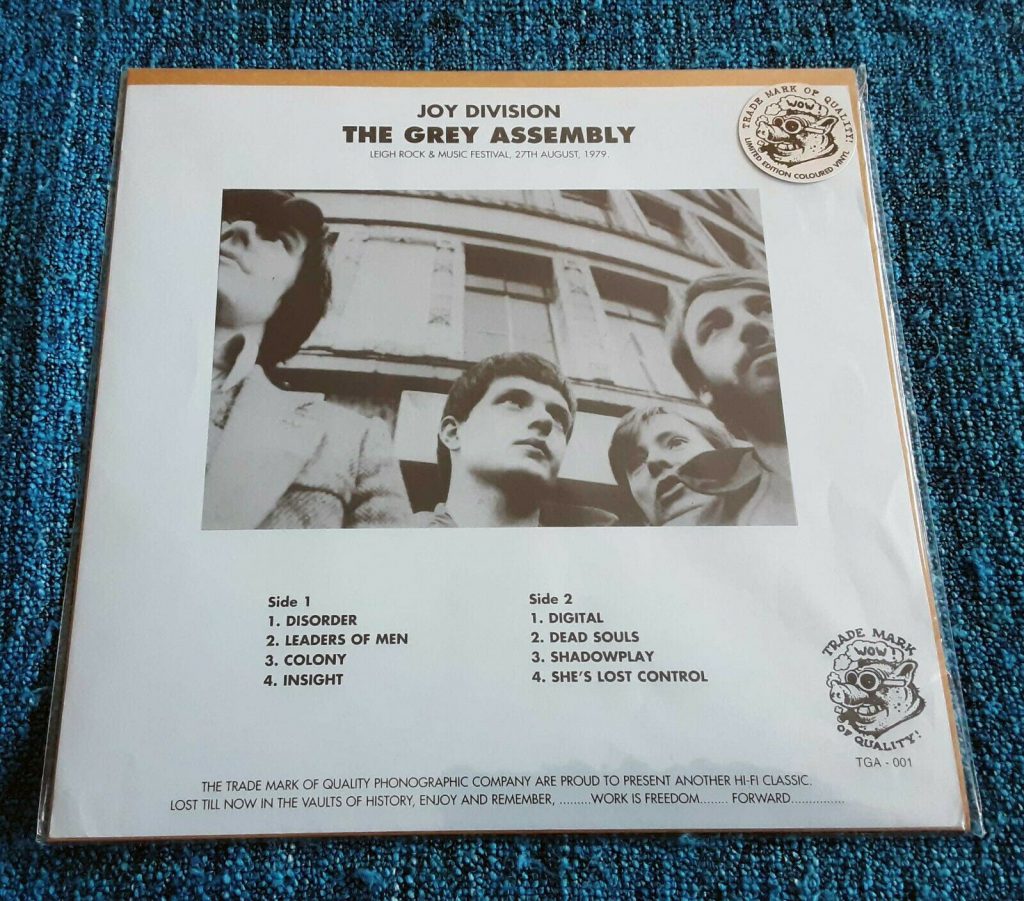 JOY DIVISION
THE GREY ASSEMBLY
LEIGH ROCK & MUSIC FESTIVAL, 27TH AUGUST, 1979.
TRADE MARK OF QUALITY!
WOW!
LIMITED EDITION COLOURED VINYL
Side 1
1. DISORDER
2. LEADERS OF MEN
3. COLONY
4. INSIGHT
Side 2
1. DIGITAL
2. DEAD SOULS
3. SHADOWPLAY
4. SHE'S LOST CONTROL
TRADE MARK
WOW!
OF QUALITY!
TGA - 001
THE TRADE MARK OF QUALITY PHONOGRAPHIC COMPANY ARE PROUD TO PRESENT ANOTHER HI-FI CLASSIC.
LOST TILL NOW IN THE VAULTS OF HISTORY, ENJOY AND REMEMBER, .........WORK IS FREEDOM........ FORWARD...............